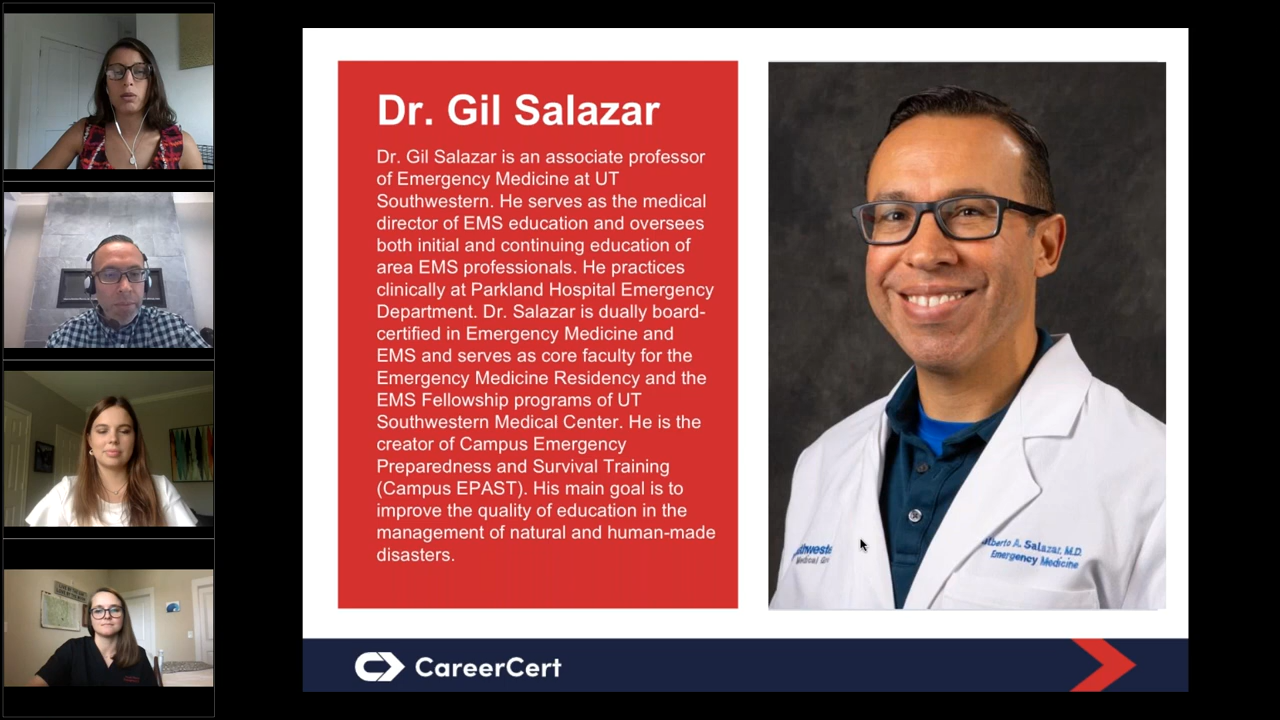 Dr. Gil Salazar
Dr. Gil Salazar is an associate professor
of Emergency Medicine at UT
Southwestern. He serves as the medical
director of EMS education and oversees
both initial and continuing education of
area EMS professionals. He practices
clinically at Parkland Hospital Emergency
Department. Dr. Salazar is dually board-
certified in Emergency Medicine and
EMS and serves as core faculty for the
Emergency Medicine Residency and the
EMS Fellowship programs of UT
Southwestern Medical Center. He is the
creator of Campus Emergency
Preparedness and Survival Training
(Campus EPAST). His main goal is to
improve the quality of education in the
management of natural and human-made
disasters.
A. Salazar, M.D.
Emergency Medicine
CareerCert